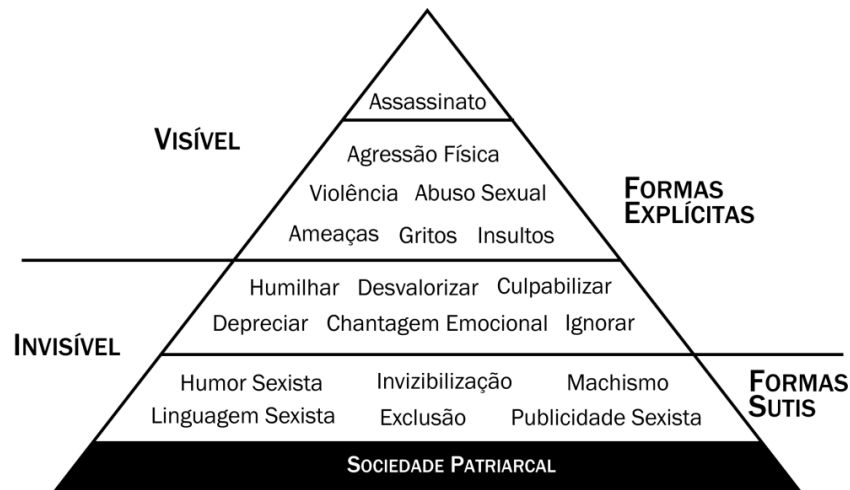 Assassinato
VISÍVEL
Agressão Física
Violência Abuso Sexual
FORMAS
EXPLÍCITAS
Ameaças Gritos Insultos
Humilhar Desvalorizar Culpabilizar
Depreciar Chantagem Emocional Ignorar
INVISÍVEL
Humor Sexista Invizibilização Machismo
FORMAS
SUTIS
Linguagem Sexista Exclusão Publicidade Sexista
SOCIEDADE PATRIARCAL